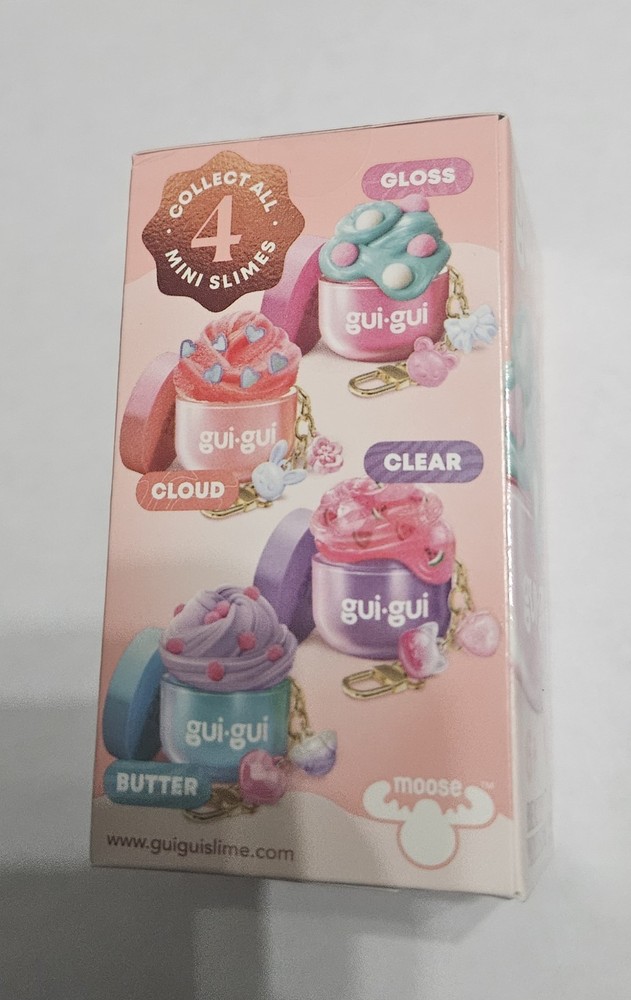 · COLLECT ALL ·
4
MINI SLIMES
GLOSS
gui·gui
gui·gui
CLOUD
CLEAR
gui·gui
gui·gui
BUTTER
moose™
www.guiguislime.com